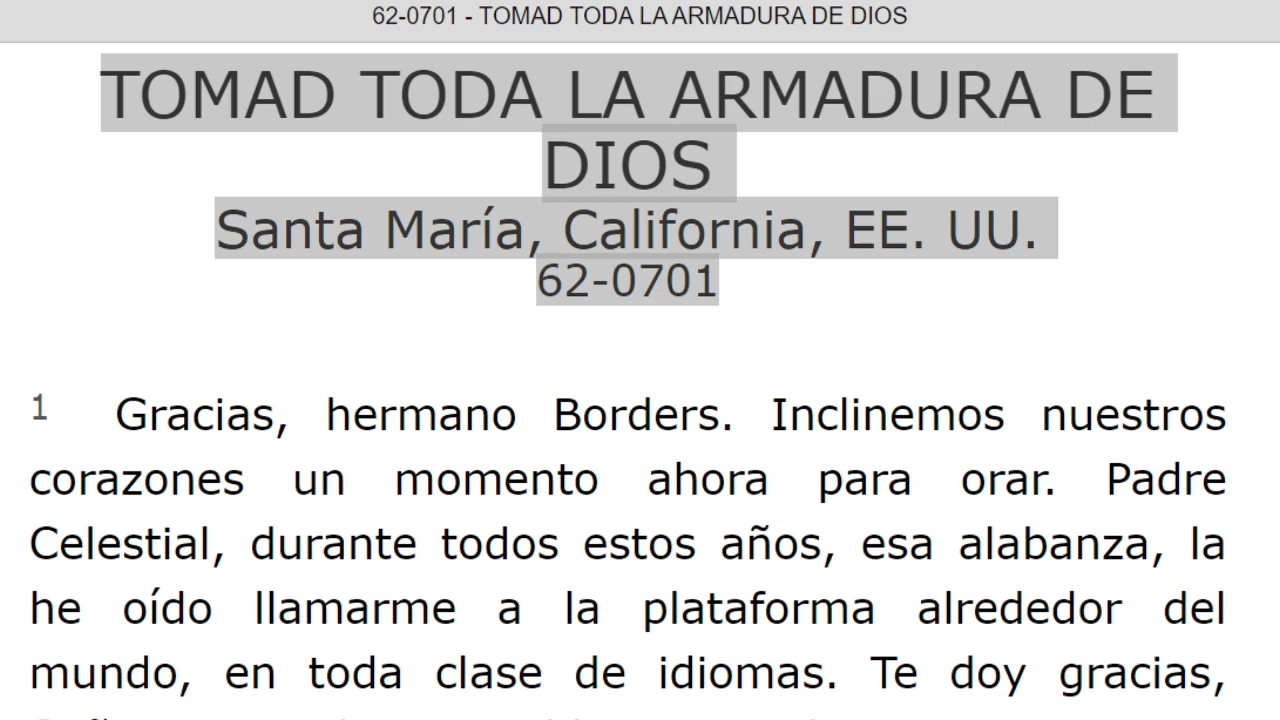 62-0701 - TOMAD TODA LA ARMADURA DE DIOS
TOMAD TODA LA ARMADURA DE
DIOS
Santa María, California, EE. UU.
62-0701
1 Gracias, hermano Borders. Inclinemos nuestros
corazones un momento ahora para orar. Padre
Celestial, durante todos estos años, esa alabanza, la
he oído llamarme a la plataforma alrededor del
mundo, en toda clase de idiomas. Te doy gracias,